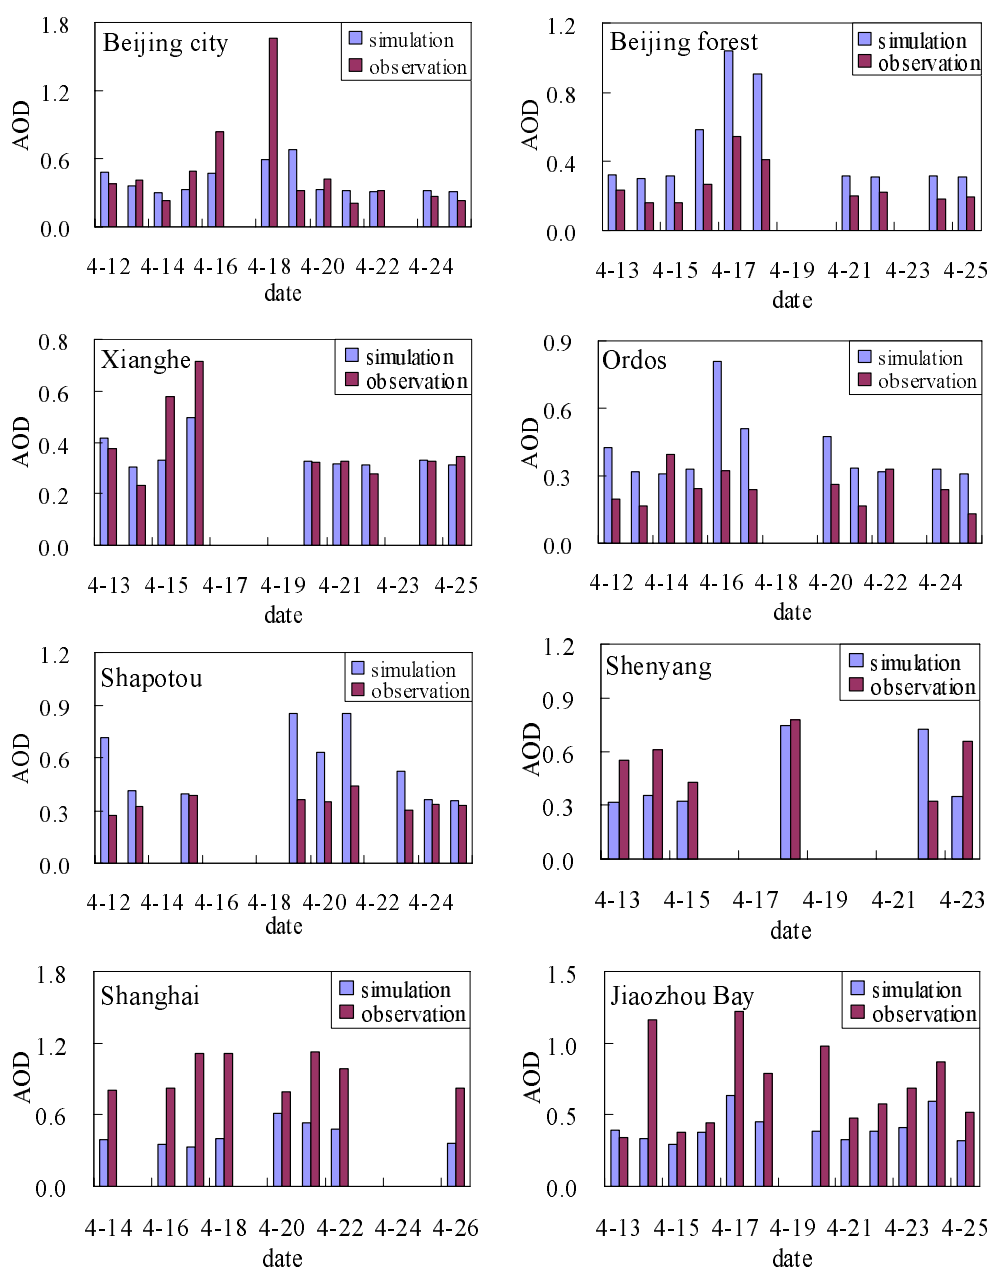 Beijing city
simulation
observation
AOD
1.8
1.2
0.6
0.0
4-12 4-14 4-16 4-18 4-20 4-22 4-24
date
Beijing forest
simulation
observation
AOD
1.2
0.8
0.4
0.0
4-13 4-15 4-17 4-19 4-21 4-23 4-25
date
Xianghe
simulation
observation
AOD
0.8
0.6
0.4
0.2
0.0
4-13 4-15 4-17 4-19 4-21 4-23 4-25
date
Ordos
simulation
observation
AOD
0.9
0.6
0.3
0.0
4-12 4-14 4-16 4-18 4-20 4-22 4-24
date
Shapotou
simulation
observation
AOD
1.2
0.9
0.6
0.3
0.0
4-12 4-14 4-16 4-18 4-20 4-22 4-24
date
Shenyang
simulation
observation
AOD
1.2
0.9
0.6
0.3
0.0
4-13 4-15 4-17 4-19 4-21 4-23
date
Shanghai
simulation
observation
AOD
1.8
1.2
0.6
0.0
4-14 4-16 4-18 4-20 4-22 4-24 4-26
date
Jiaozhou Bay
simulation
observation
AOD
1.5
1.0
0.5
0.0
4-13 4-15 4-17 4-19 4-21 4-23 4-25
date